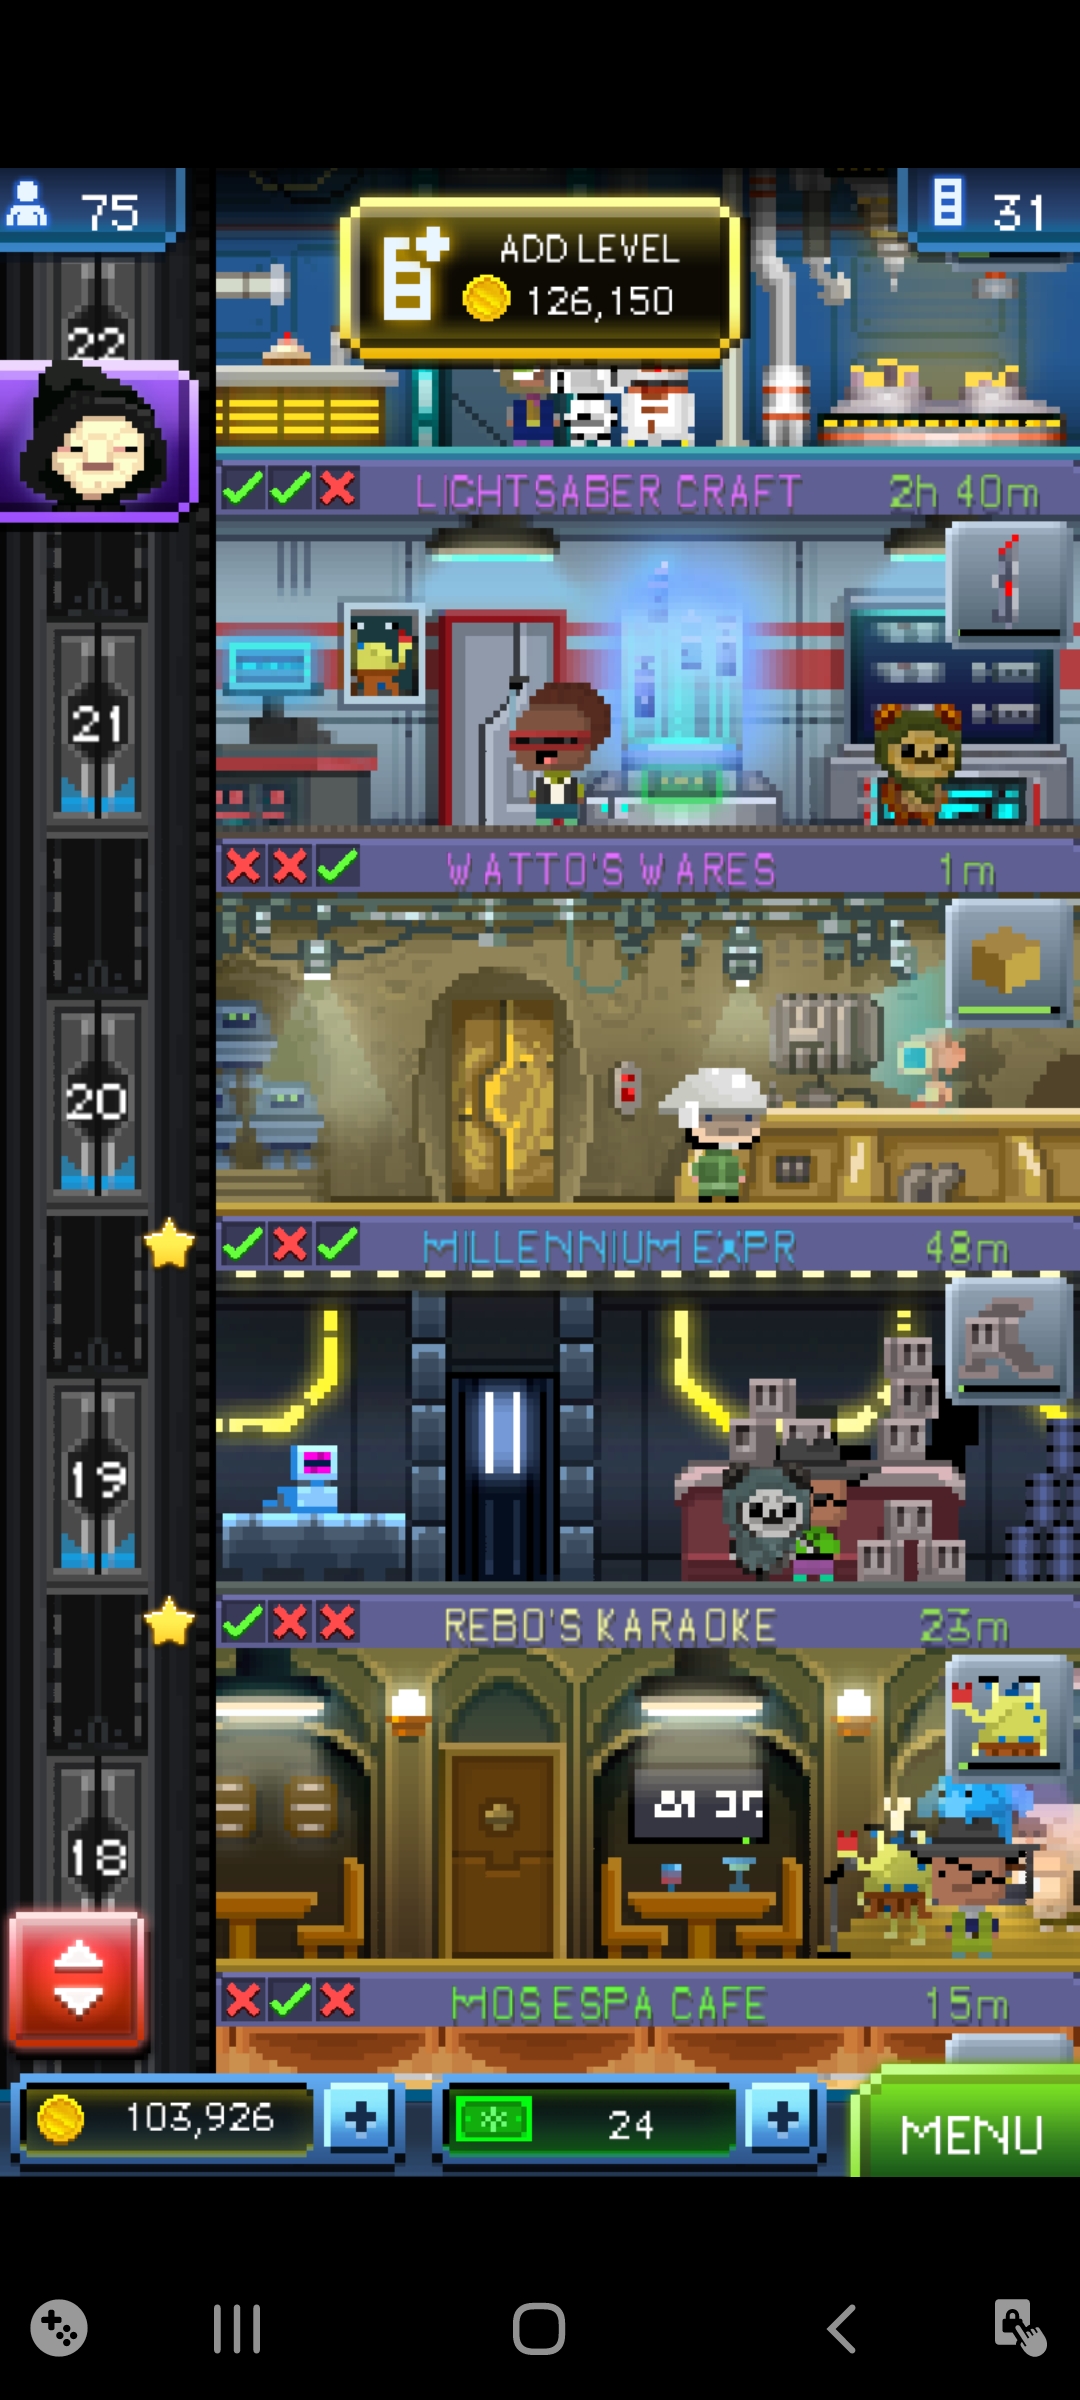 75
ADD LEVEL
126,150
31
22
LIGHTSABER CRAFT 2h 40m
21
WATTO'S WARES 1m
20
MILLENNIUM EXPR 48m
19
REBO'S KARAOKE 23m
18
MOS ESPA CAFE 15m
103,926
24
MENU